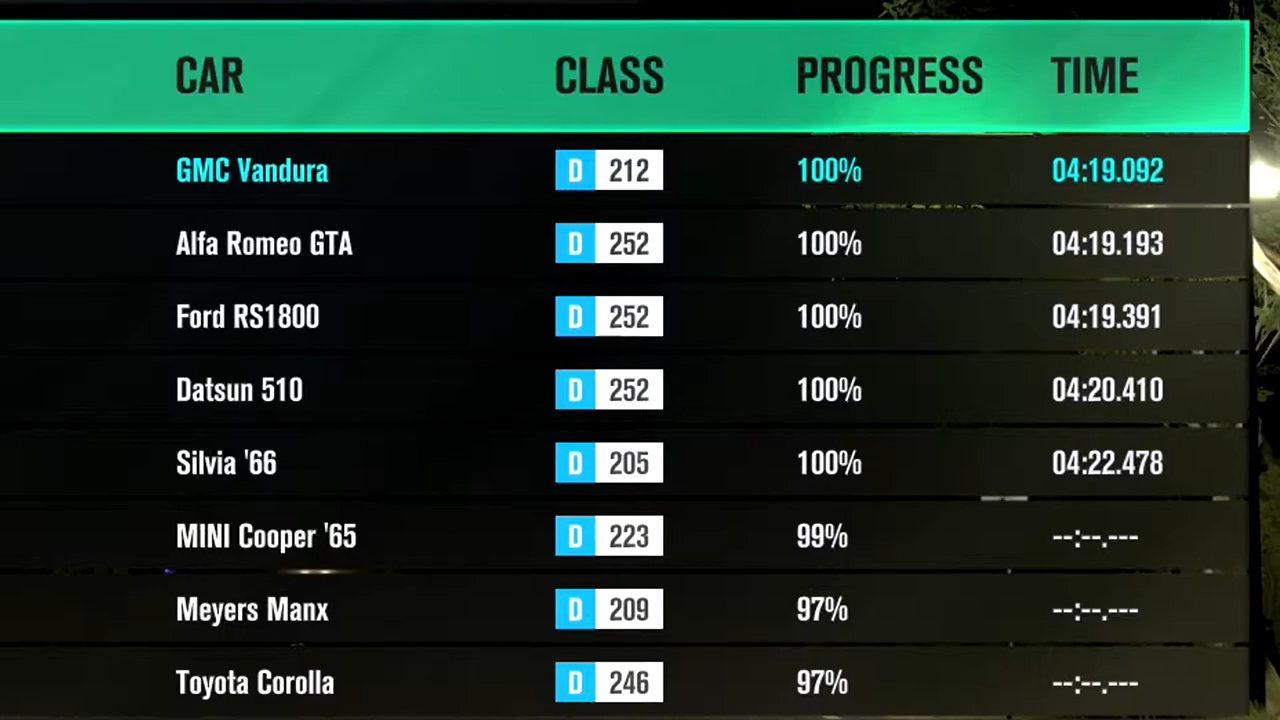 CAR CLASS PROGRESS TIME
GMC Vandura D 212 100% 04:19.092
Alfa Romeo GTA D 252 100% 04:19.193
Ford RS1800 D 252 100% 04:19.391
Datsun 510 D 252 100% 04:20.410
Silvia '66 D 205 100% 04:22.478
MINI Cooper '65 D 223 99% --:--.---
Meyers Manx D 209 97% --:--.---
Toyota Corolla D 246 97% --:--.---